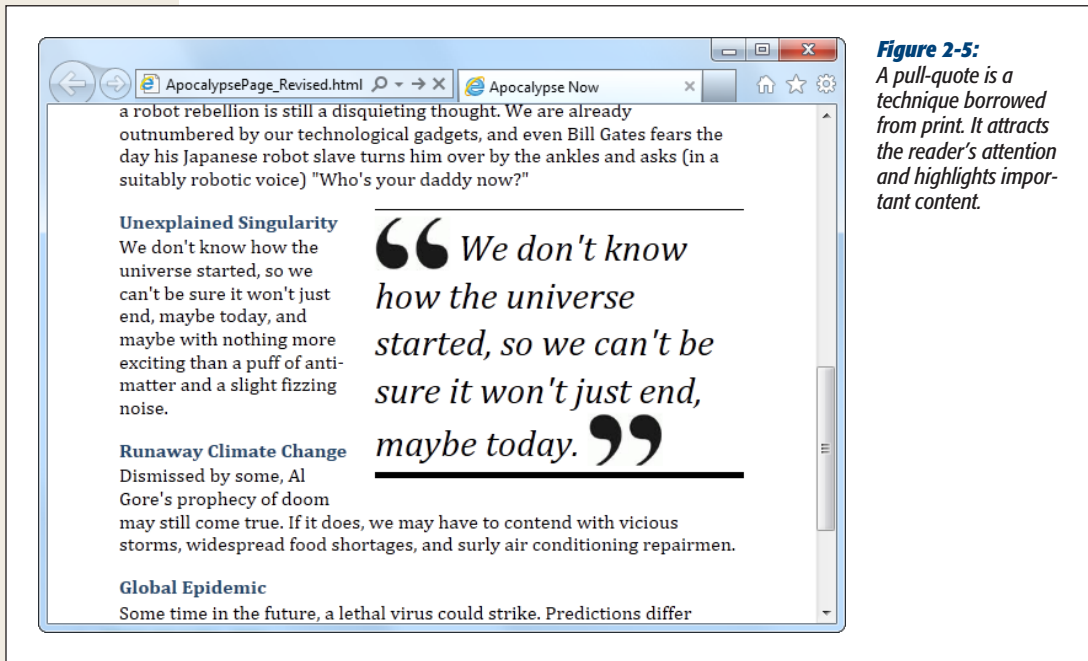 ApocalypsePage_Revised.html
Apocalypse Now
a robot rebellion is still a disquieting thought. We are already
outnumbered by our technological gadgets, and even Bill Gates fears the
day his Japanese robot slave turns him over by the ankles and asks (in a
suitably robotic voice) "Who's your daddy now?"
Unexplained Singularity
We don't know how the
universe started, so we
can't be sure it won't just
end, maybe today, and
maybe with nothing more
exciting than a puff of anti-
matter and a slight fizzing
noise.
“ We don't know
how the universe
started, so we can't be
sure it won't just end,
maybe today. ”
Runaway Climate Change
Dismissed by some, Al
Gore's prophecy of doom
may still come true. If it does, we may have to contend with vicious
storms, widespread food shortages, and surly air conditioning repairmen.
Global Epidemic
Some time in the future, a lethal virus could strike. Predictions differ
Figure 2-5:
A pull-quote is a
technique borrowed
from print. It attracts
the reader’s attention
and highlights impor-
tant content.